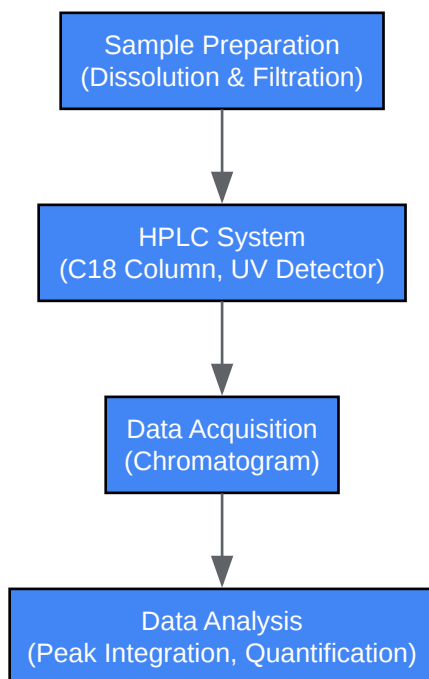 Sample Preparation
(Dissolution & Filtration)
HPLC System
(C18 Column, UV Detector)
Data Acquisition
(Chromatogram)
Data Analysis
(Peak Integration, Quantification)